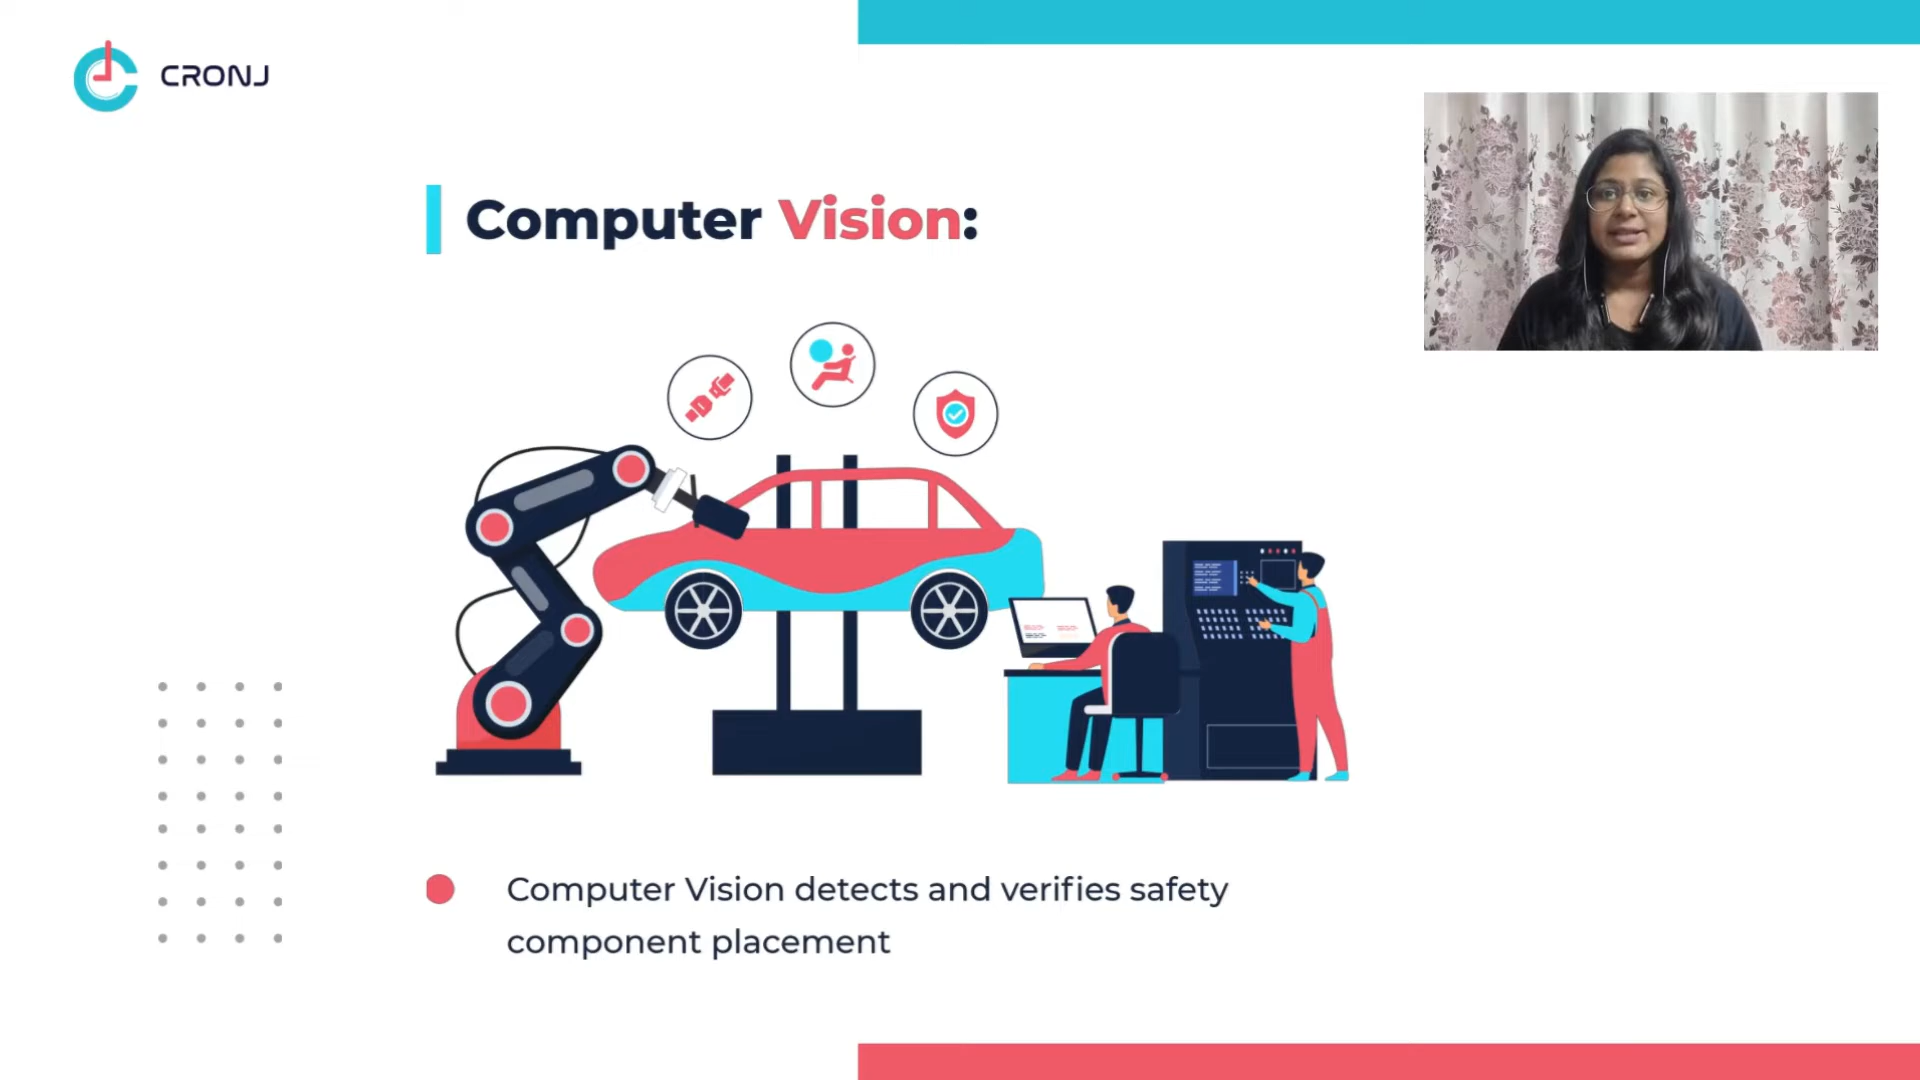 CRONJ
Computer Vision:
Computer Vision detects and verifies safety
component placement